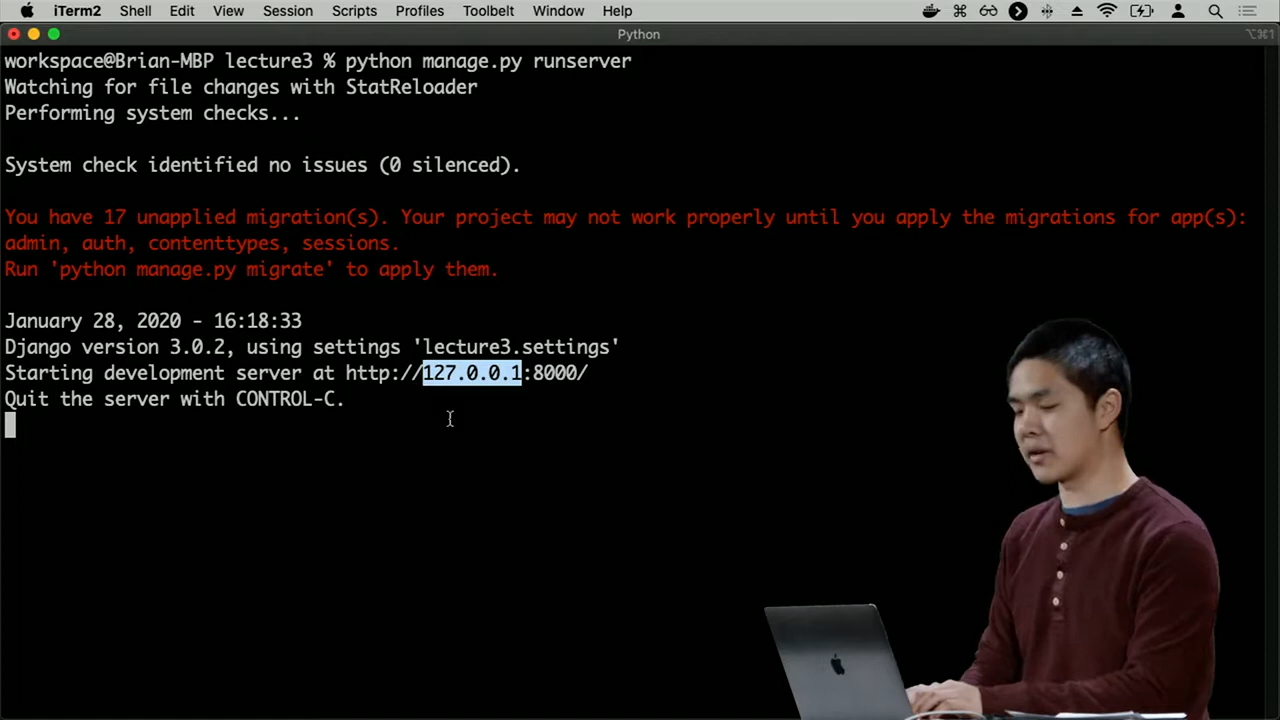 iTerm2 Shell Edit View Session Scripts Profiles Toolbelt Window Help
Python
⌥⌘1
workspace@Brian-MBP lecture3 % python manage.py runserver
Watching for file changes with StatReloader
Performing system checks...
System check identified no issues (0 silenced).
You have 17 unapplied migration(s). Your project may not work properly until you apply the migrations for app(s):
admin, auth, contenttypes, sessions.
Run 'python manage.py migrate' to apply them.
January 28, 2020 - 16:18:33
Django version 3.0.2, using settings 'lecture3.settings'
Starting development server at http://127.0.0.1:8000/
Quit the server with CONTROL-C.